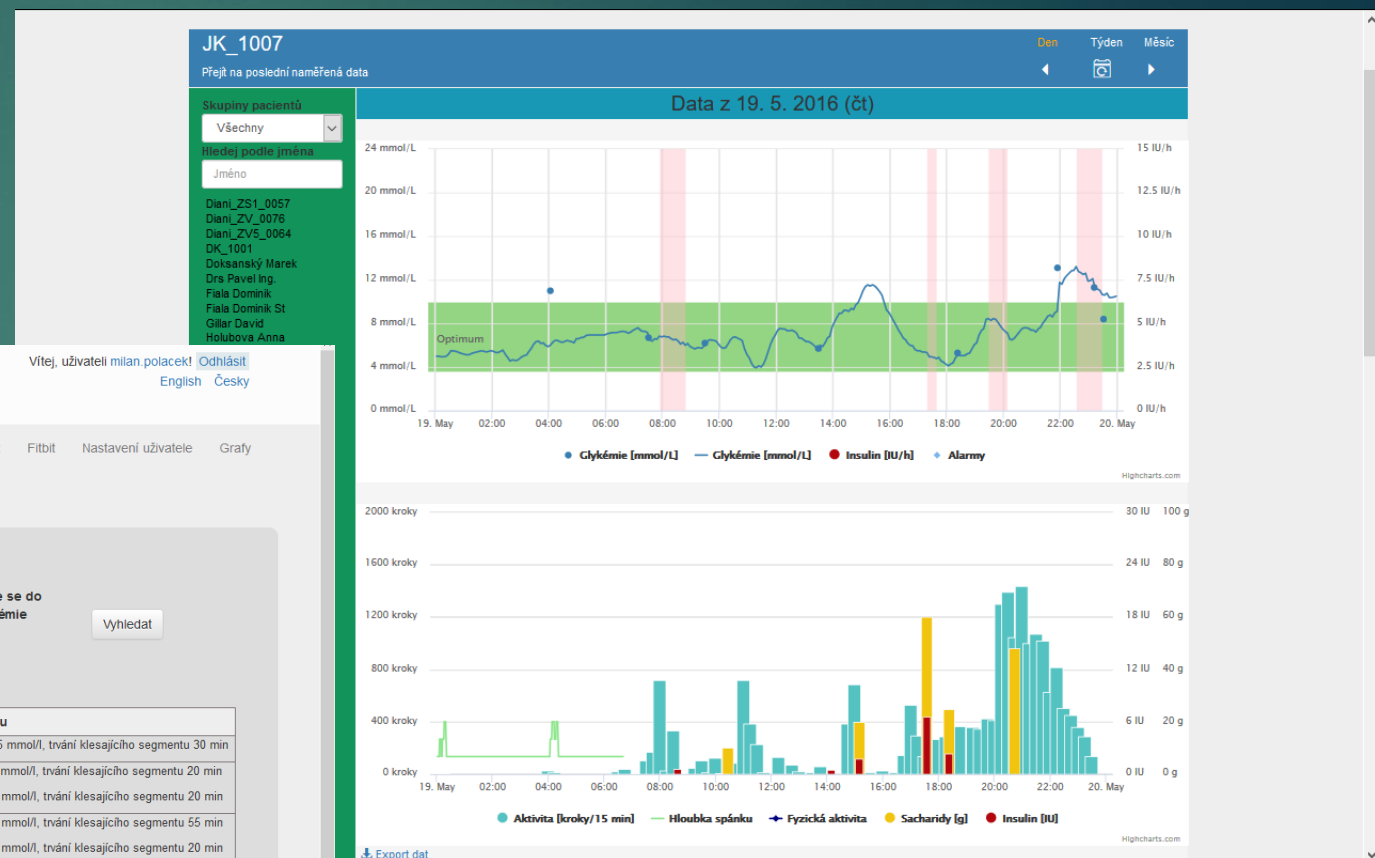 JK_1007
Den Týden Měsíc
Přejít na poslední naměřená data
Skupiny pacientů
Všechny
Hledej podle jména
Jméno
Diani_ZS1_0057
Diani_ZV_0076
Diani_ZV5_0064
DK_1001
Doksanský Marek
Drs Pavel Ing.
Fiala Dominik
Fiala Dominik St
Gillar David
Holubova Anna
Data z 19. 5. 2016 (čt)
24 mmol/L 15 IU/h
20 mmol/L 12.5 IU/h
16 mmol/L 10 IU/h
12 mmol/L 7.5 IU/h
8 mmol/L 5 IU/h
Optimum
4 mmol/L 2.5 IU/h
0 mmol/L 0 IU/h
19. May 02:00 04:00 06:00 08:00 10:00 12:00 14:00 16:00 18:00 20:00 22:00 20. May
Glykémie [mmol/L] Glykémie [mmol/L] Insulin [IU/h] Alarmy
Highcharts.com
2000 kroky 30 IU 100 g
1600 kroky 24 IU 80 g
1200 kroky 18 IU 60 g
800 kroky 12 IU 40 g
400 kroky 6 IU 20 g
0 kroky 0 IU 0 g
19. May 02:00 04:00 06:00 08:00 10:00 12:00 14:00 16:00 18:00 20:00 22:00 20. May
Aktivita [kroky/15 min] Hloubka spánku Fyzická aktivita Sacharidy [g] Insulin [IU]
Highcharts.com
Export dat
Vítej, uživateli milan.polacek! Odhlásit
English Česky
Fitbit Nastavení uživatele Grafy
se do
Vyhledat
mmol/l, trvání klesajícího segmentu 30 min
mmol/l, trvání klesajícího segmentu 20 min
mmol/l, trvání klesajícího segmentu 20 min
mmol/l, trvání klesajícího segmentu 55 min
mmol/l, trvání klesajícího segmentu 20 min